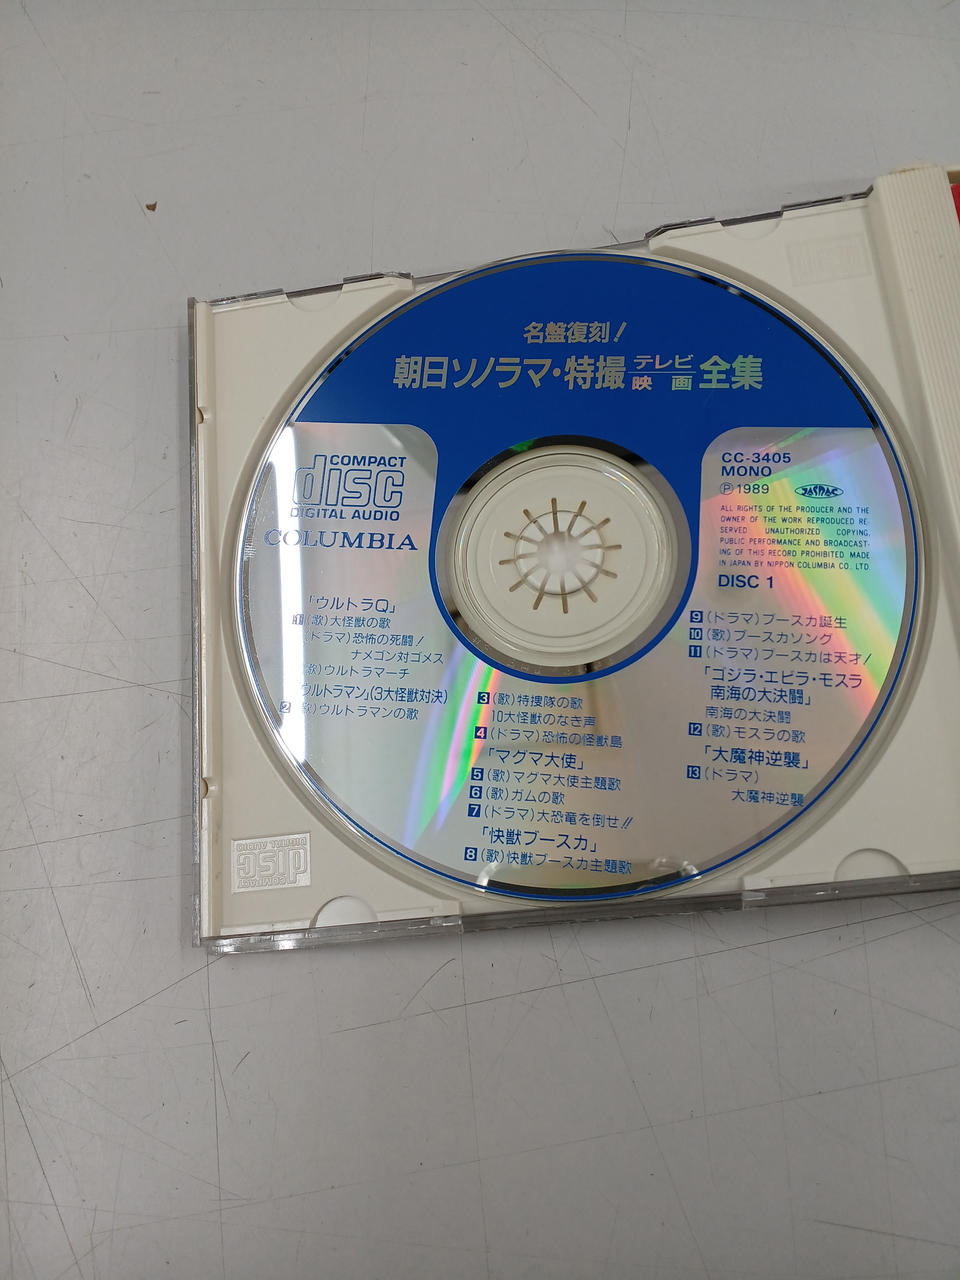 名盤復刻!
朝日ソノラマ・特撮テレビ映画全集
COMPACT
disc
DIGITAL AUDIO
COLUMBIA
CC-3405
MONO
Ⓟ1989 JASRAC
ALL RIGHTS OF THE PRODUCER AND THE
OWNER OF THE WORK REPRODUCED RE-
SERVED UNAUTHORIZED COPYING,
PUBLIC PERFORMANCE AND BROADCAST-
ING OF THIS RECORD PROHIBITED MADE
IN JAPAN BY NIPPON COLUMBIA CO. LTD.
DISC 1
「ウルトラQ」
1(歌)大怪獣の歌
(ドラマ)恐怖の死闘!
ナメゴン対ゴメス
(歌)ウルトラマーチ
「ウルトラマン」(3大怪獣対決)
2(歌)ウルトラマンの歌
3(歌)特捜隊の歌
10大怪獣のなき声
4(ドラマ)恐怖の怪獣島
「マグマ大使」
5(歌)マグマ大使主題歌
6(歌)ガムの歌
7(ドラマ)大恐竜を倒せ!!
「快獣ブースカ」
8(歌)快獣ブースカ主題歌
9(ドラマ)ブースカ誕生
10(歌)ブースカソング
11(ドラマ)ブースカは天才!
「ゴジラ・エビラ・モスラ
南海の大決闘」
南海の大決闘
12(歌)モスラの歌
「大魔神逆襲」
13(ドラマ)
大魔神逆襲
COMPACT
disc
DIGITAL AUDIO